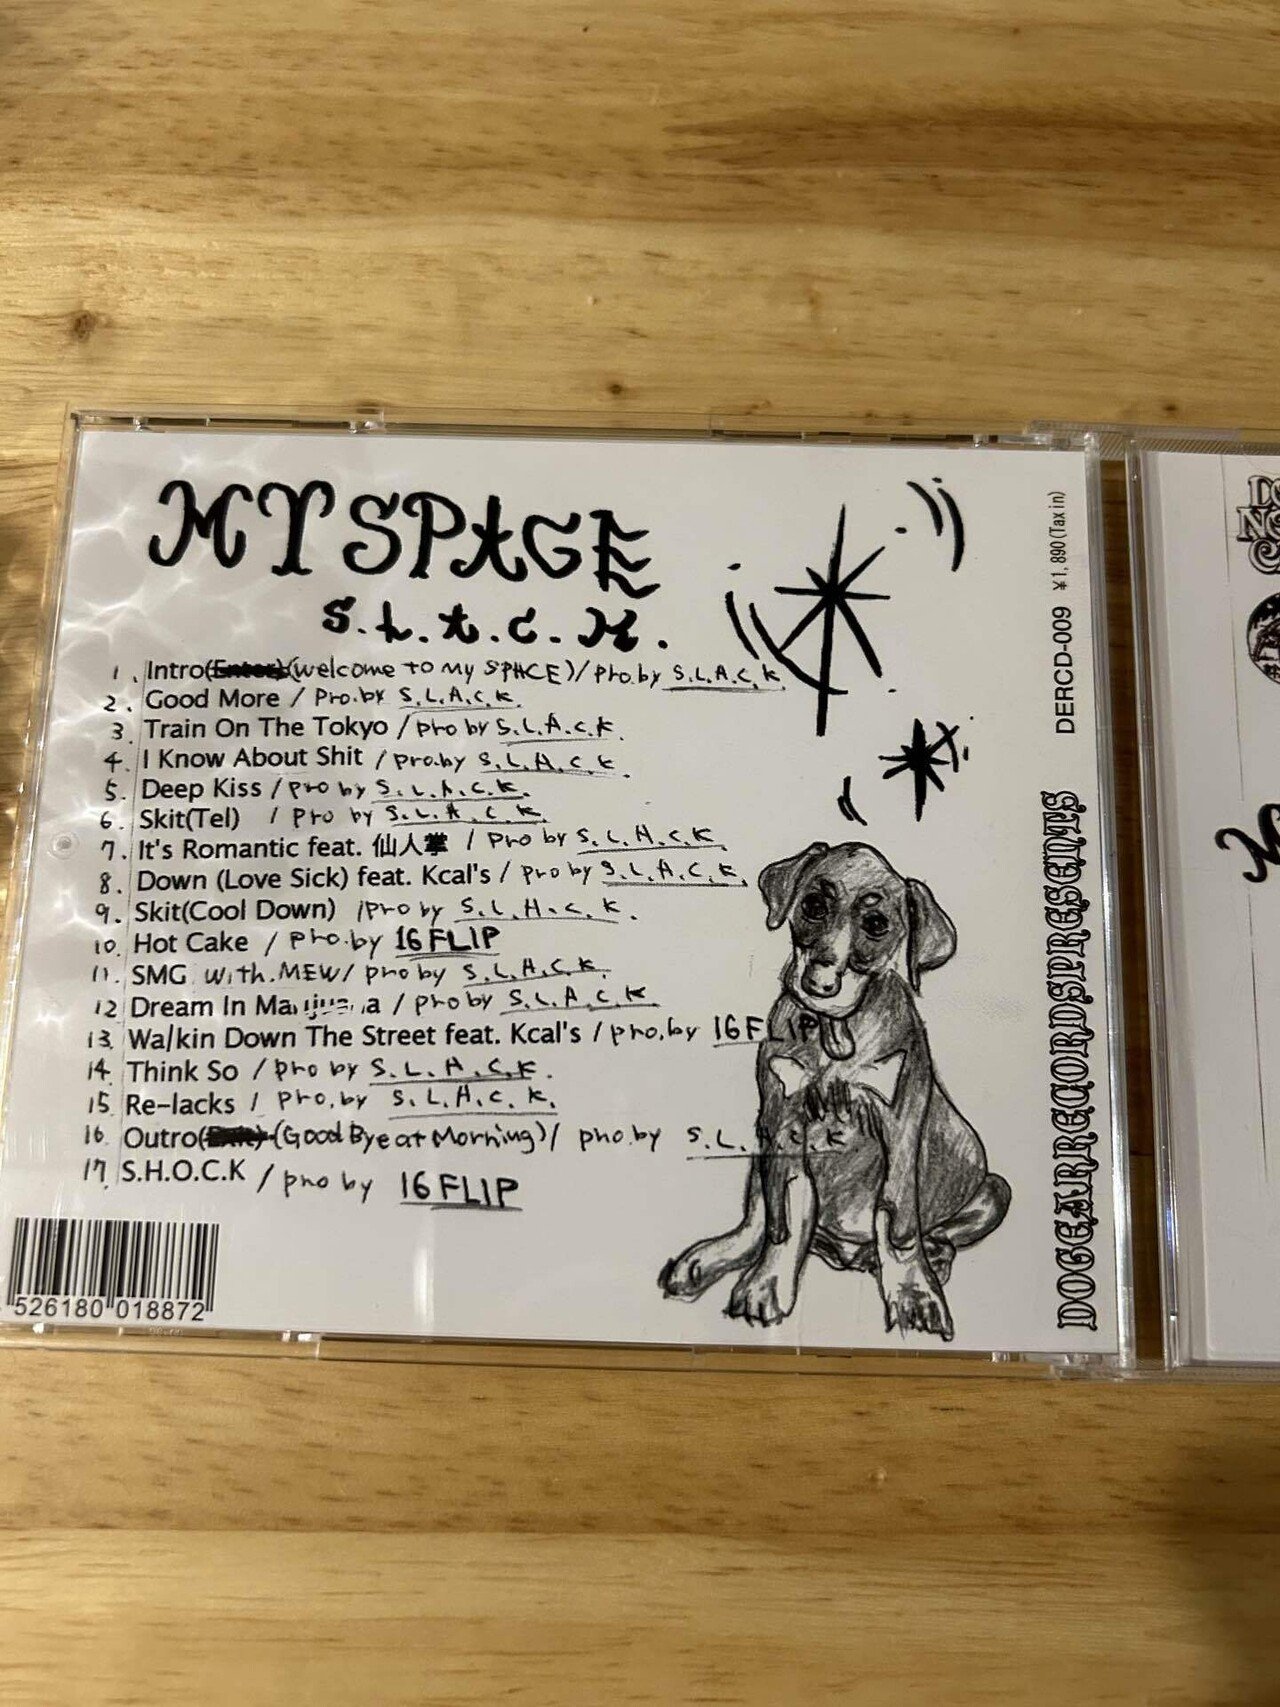 MY SPACE
S.L.A.C.K.
1. Intro (welcome to my SPACE) / pro.by S.L.A.C.K
2. Good More / Pro.by S.L.A.C.K.
3. Train On The Tokyo / pro by S.L.A.C.K.
4. I Know About Shit / pro.by S.L.A.C.K.
5. Deep Kiss / pro by S.L.A.C.K.
6. Skit(Tel) / pro by S.L.A.C.K.
7. It's Romantic feat. 仙人掌 / pro by S.L.A.C.K.
8. Down (Love Sick) feat. Kcal's / pro by S.L.A.C.K.
9. Skit(Cool Down) / pro by S.L.A.C.K.
10. Hot Cake / pro.by 16FLIP
11. SMG with.MEW / pro by S.L.A.C.K.
12 Dream In Marijuana / pro by S.L.A.C.K.
13. Walkin Down The Street feat. Kcal's / pro.by 16FLIP
14. Think So / pro by S.L.A.C.K.
15. Re-lacks / pro.by S.L.A.C.K.
16. Outro (Good Bye at Morning) / pro.by S.L.A.C.K
17. S.H.O.C.K / pro by 16FLIP
526180 018872
DERCD-009 ¥1,890(Tax in)
DOGEARRECORDSPRESENTS